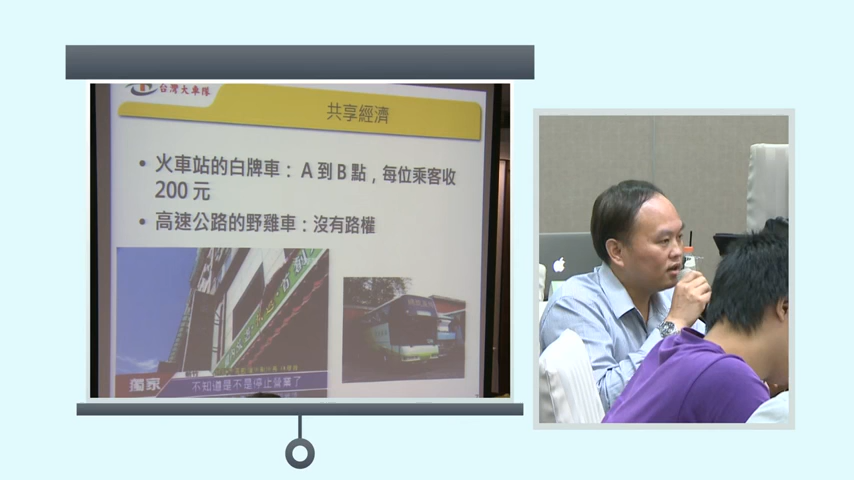 台灣大車隊
共享經濟
• 火車站的白牌車：A 到 B 點，每位乘客收
200 元
• 高速公路的野雞車：沒有路權
獨家
不知道是不是停止營業了